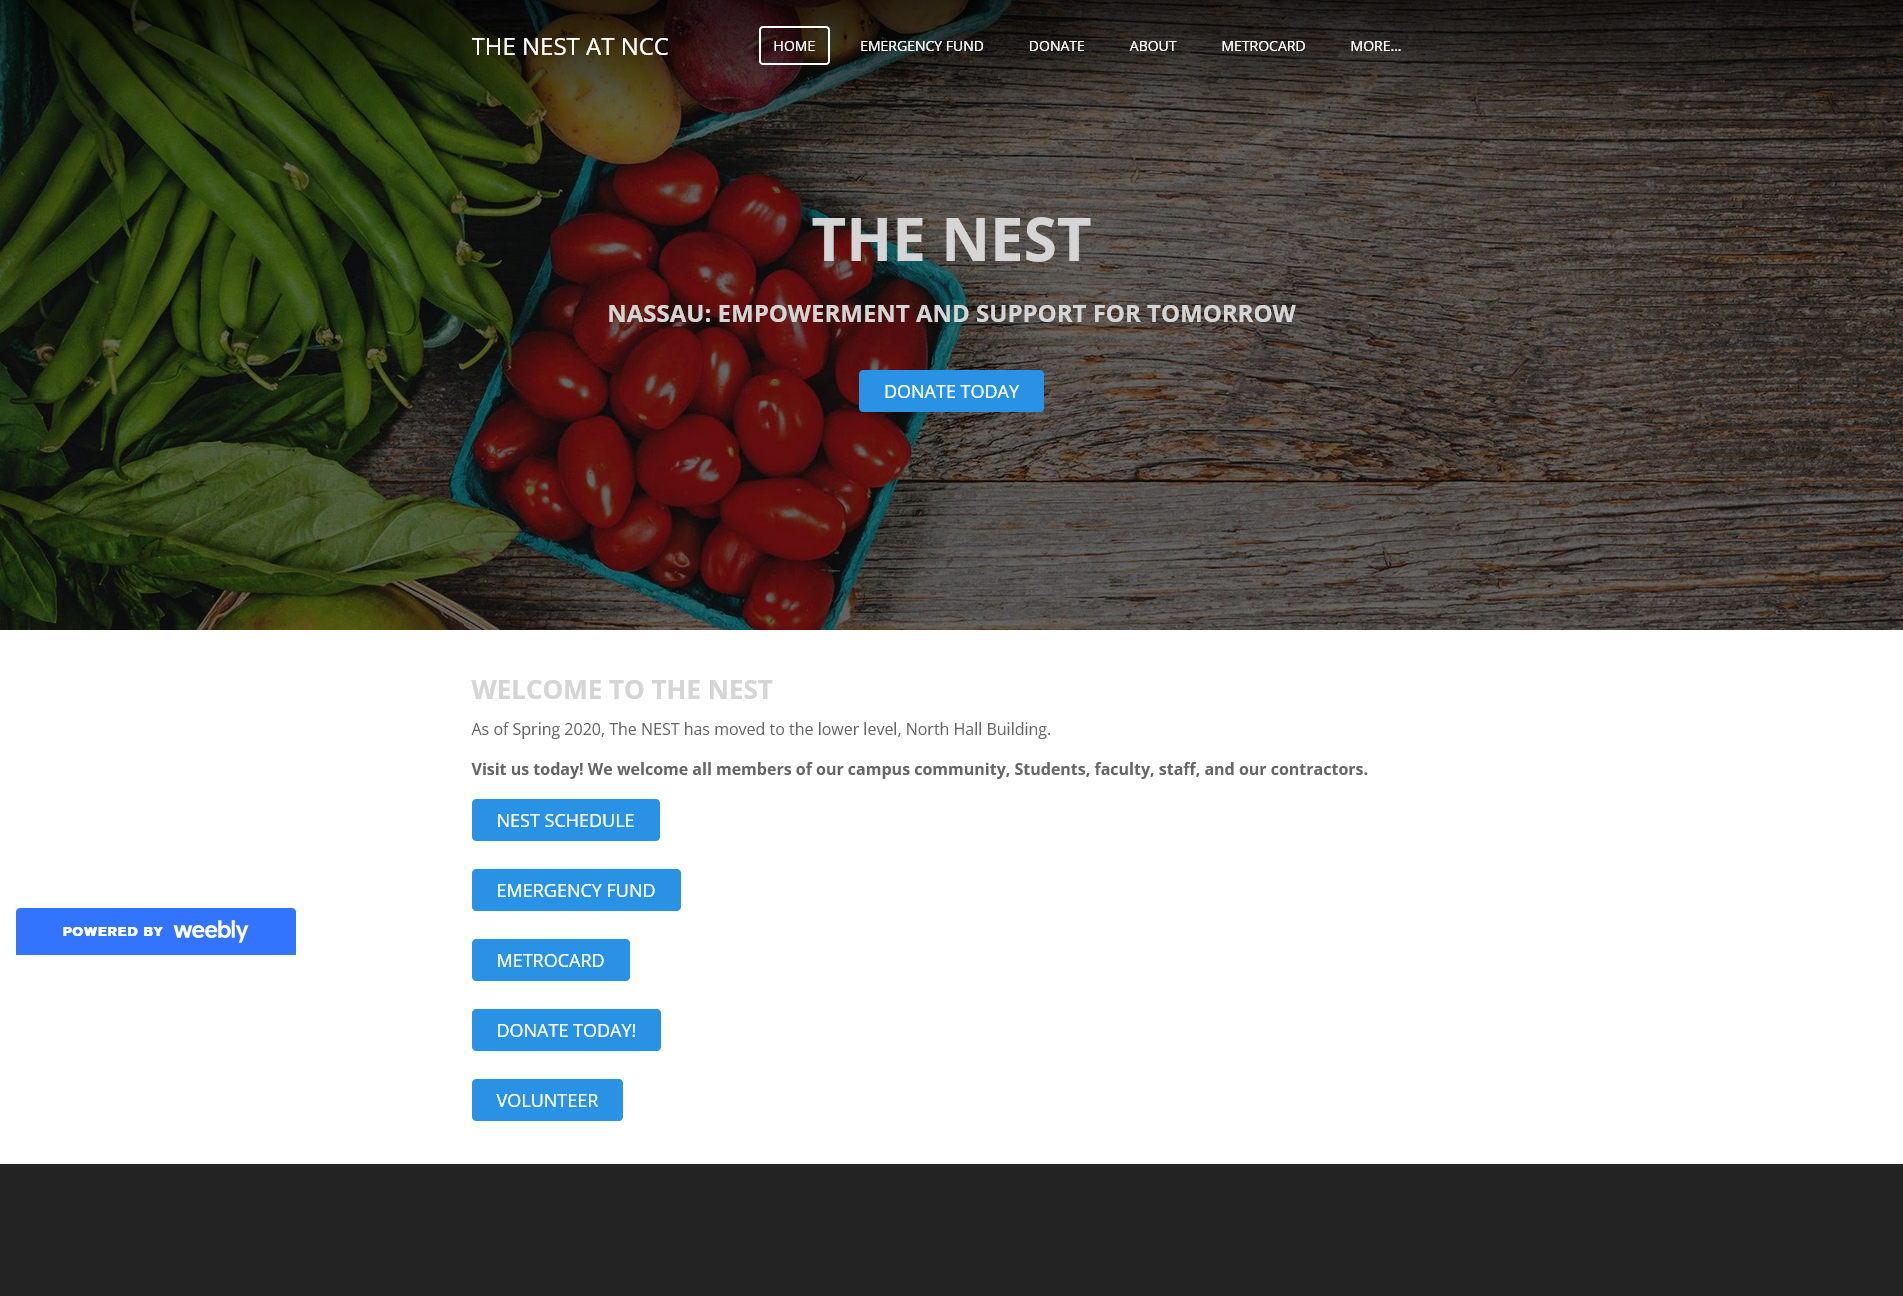 THE NEST AT NCC
HOME
EMERGENCY FUND
DONATE
ABOUT
METROCARD
MORE...
THE NEST
NASSAU: EMPOWERMENT AND SUPPORT FOR TOMORROW
DONATE TODAY
WELCOME TO THE NEST
As of Spring 2020, The NEST has moved to the lower level, North Hall Building.
Visit us today! We welcome all members of our campus community, Students, faculty, staff, and our contractors.
NEST SCHEDULE
EMERGENCY FUND
POWERED BY weebly
METROCARD
DONATE TODAY!
VOLUNTEER